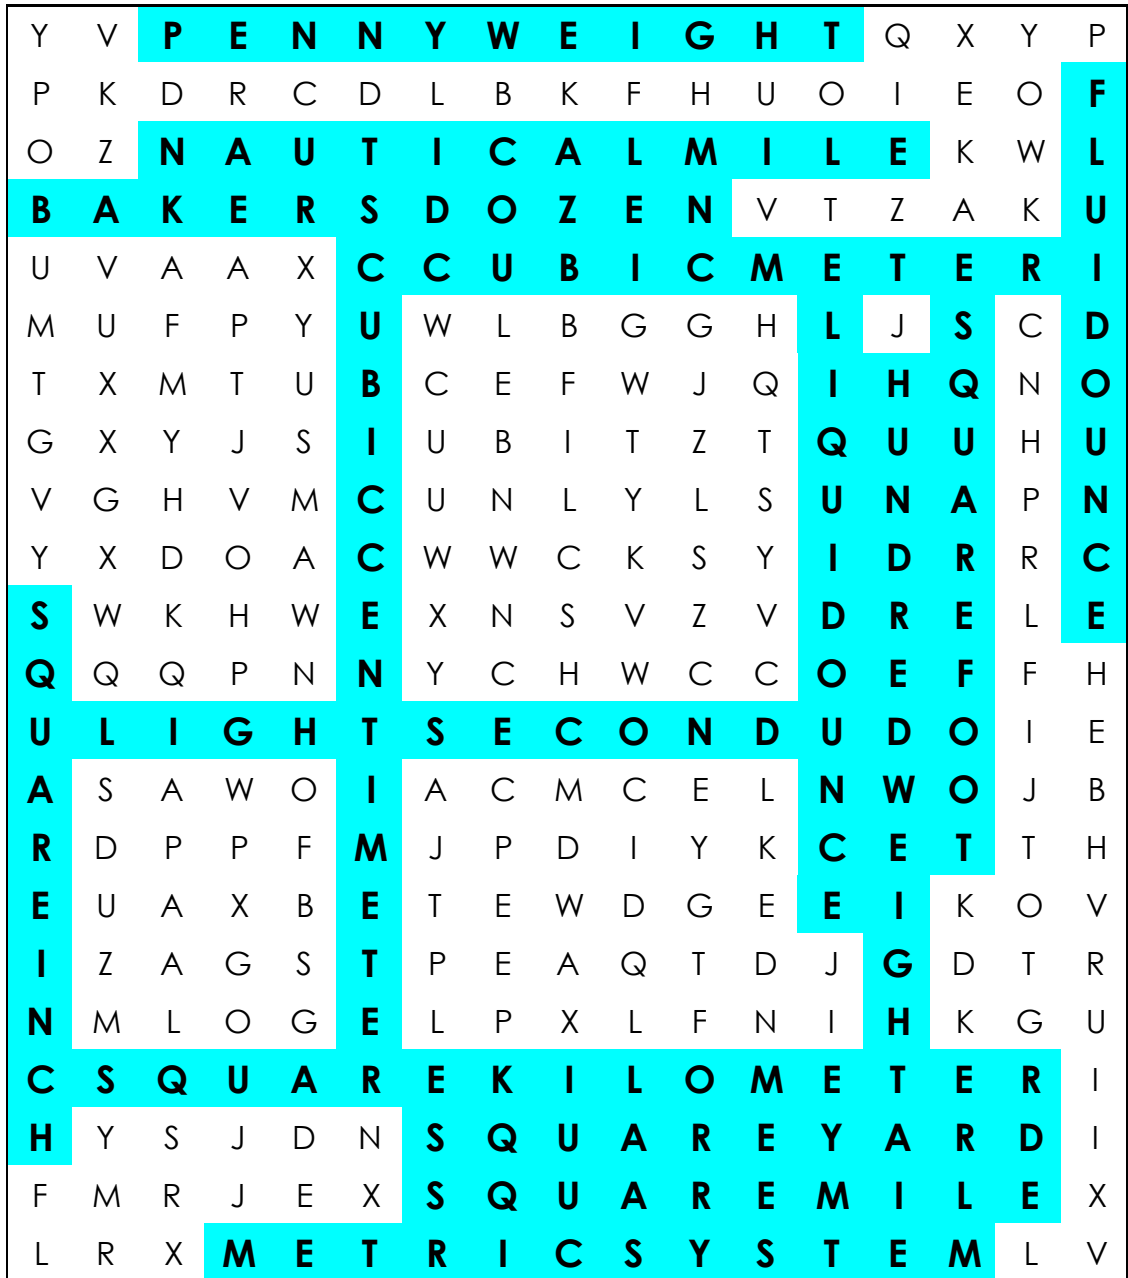 Y V P E N N Y W E I G H T Q X Y P
P K D R C D L B K F H U O I E O F
O Z N A U T I C A L M I L E K W L
B A K E R S D O Z E N V T Z A K U
U V A A X C C U B I C M E T E R I
M U F P Y U W L B G G H L J S C D
T X M T U B C E F W J Q I H Q N O
G X Y J S I U B I T Z T Q U U H U
V G H V M C U N L Y L S U N A P N
Y X D O A C W W C K S Y I D R R C
S W K H W E X N S V Z V D R E L E
Q Q Q P N N Y C H W C C O E F F H
U L I G H T S E C O N D U D O I E
A S A W O I A C M C E L N W O J B
R D P P F M J P D I Y K C E T T H
E U A X B E T E W D G E E I K O V
I Z A G S T P E A Q T D J G D T R
N M L O G E L P X L F N I H K G U
C S Q U A R E K I L O M E T E R I
H Y S J D N S Q U A R E Y A R D I
F M R J E X S Q U A R E M I L E X
L R X M E T R I C S Y S T E M L V